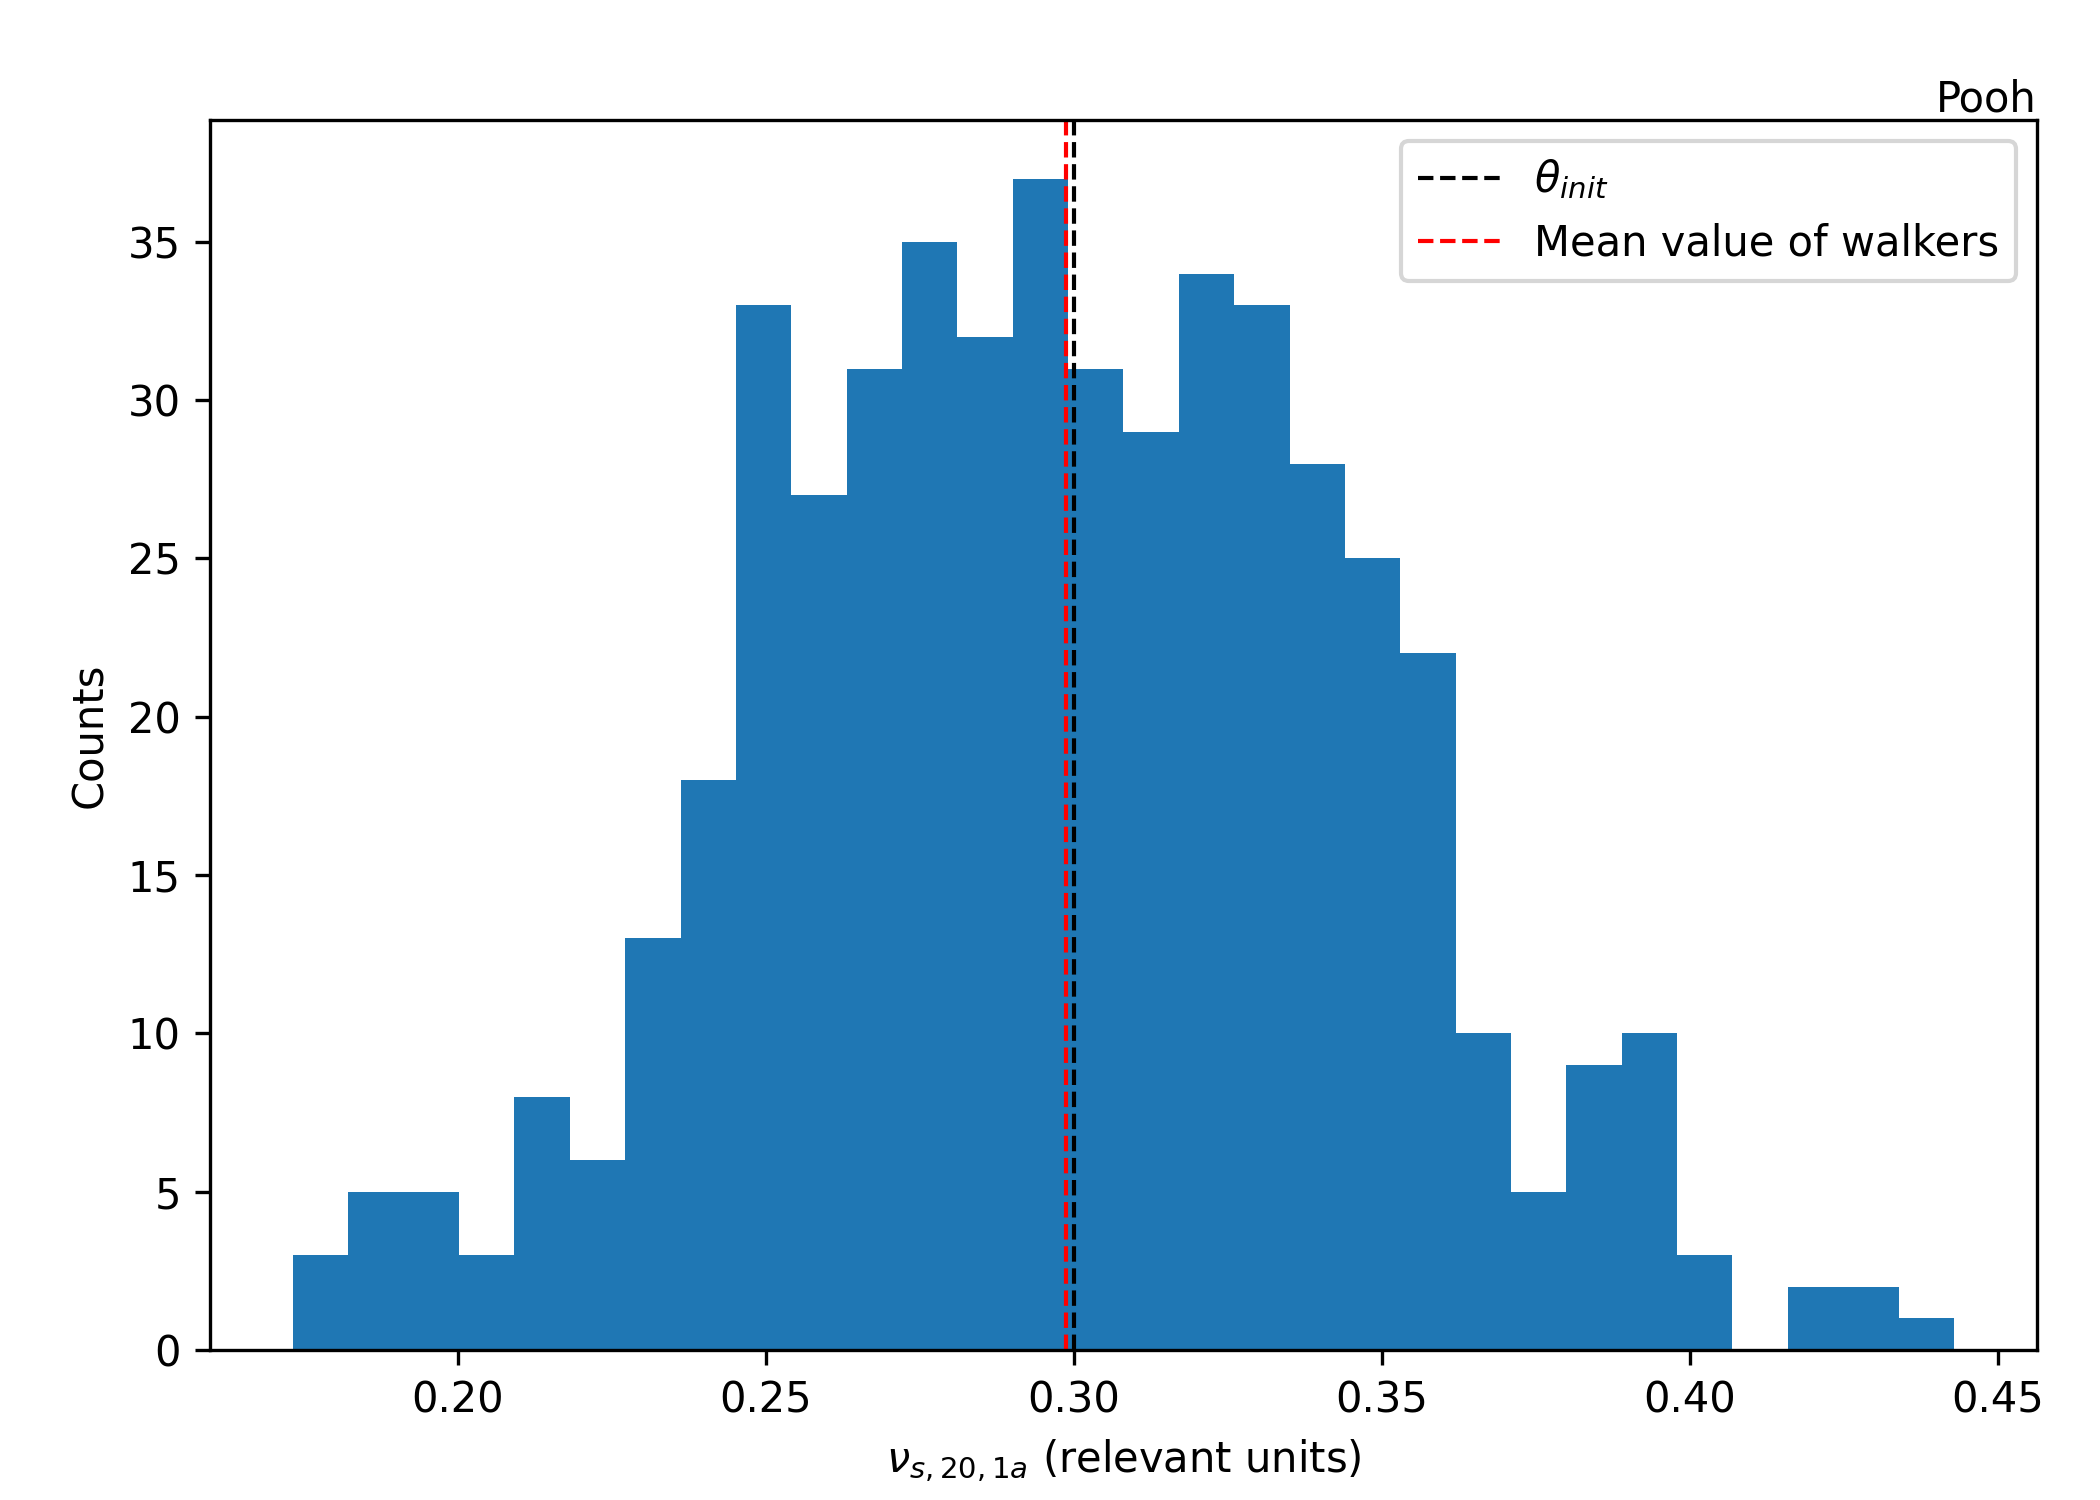 Pooh
θinit
Mean value of walkers
35
30
25
20
15
10
5
0
Counts
0.20 0.25 0.30 0.35 0.40 0.45
νs, 20, 1a (relevant units)